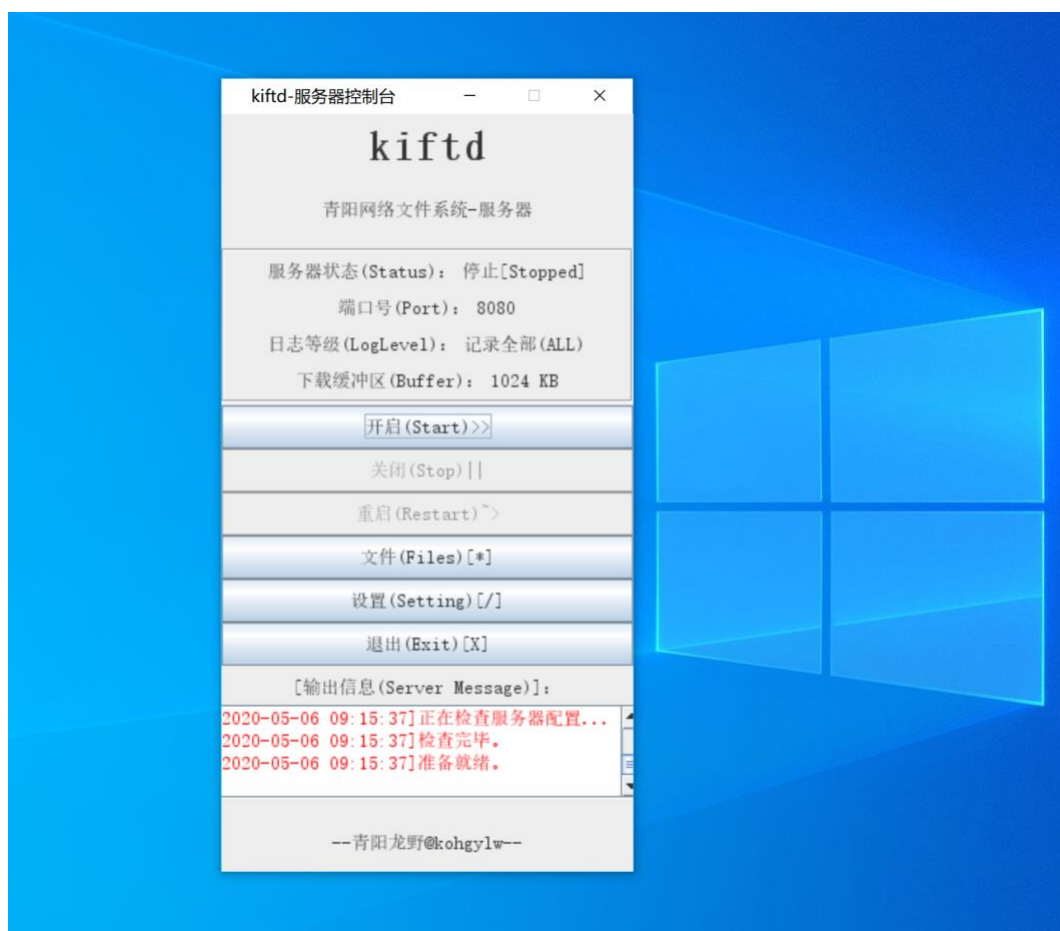 kiftd-服务器控制台
kiftd
青阳网络文件系统-服务器
服务器状态(Status): 停止[Stopped]
端口号(Port): 8080
日志等级(LogLevel): 记录全部(ALL)
下载缓冲区(Buffer): 1024 KB
开启(Start)>>
关闭(Stop)||
重启(Restart)~>
文件(Files)[*]
设置(Setting)[/]
退出(Exit)[X]
[输出信息(Server Message)]:
2020-05-06 09:15:37]正在检查服务器配置...
2020-05-06 09:15:37]检查完毕。
2020-05-06 09:15:37]准备就绪。
--青阳龙野@kohgylw--